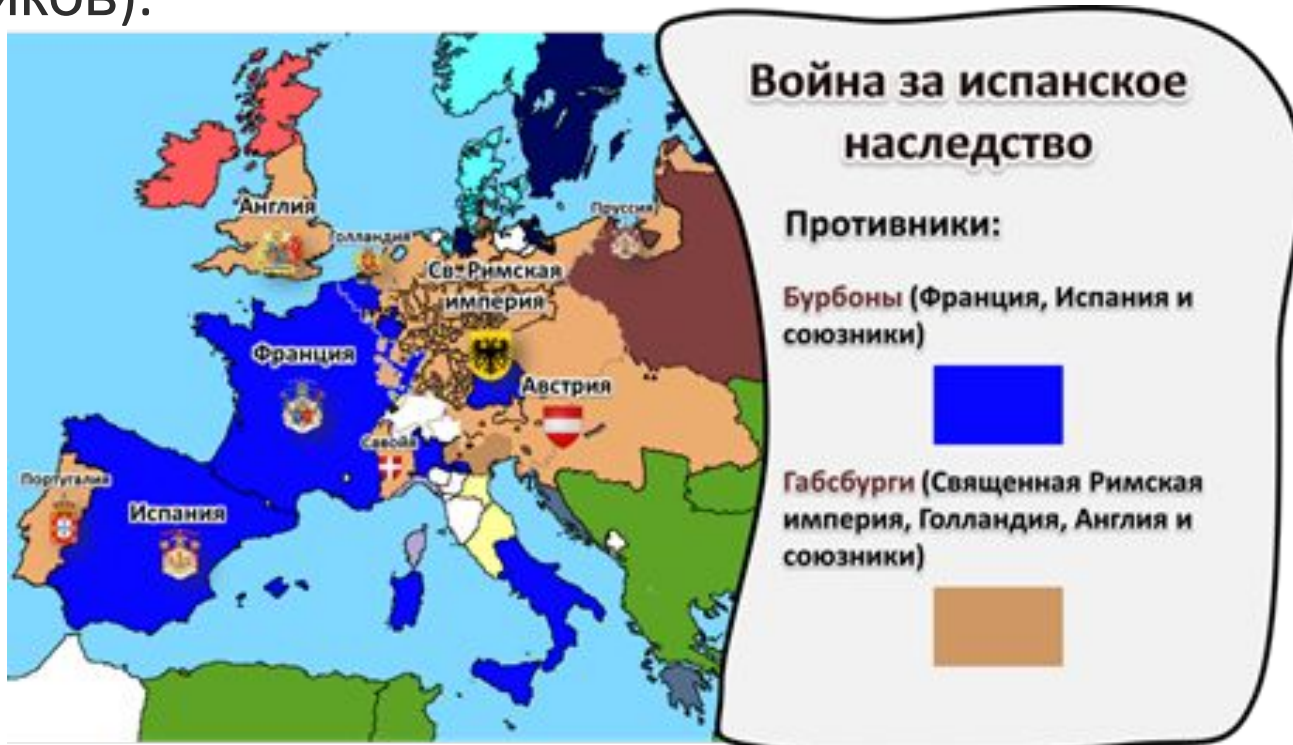 иков).
Война за испанское
наследство
Противники:
Бурбоны (Франция, Испания и
союзники)
Габсбурги (Священная Римская
империя, Голландия, Англия и
союзники)
Англия
Голландия
Пруссия
Св. Римская
империя
Франция
Австрия
Савойя
Португалия
Испания